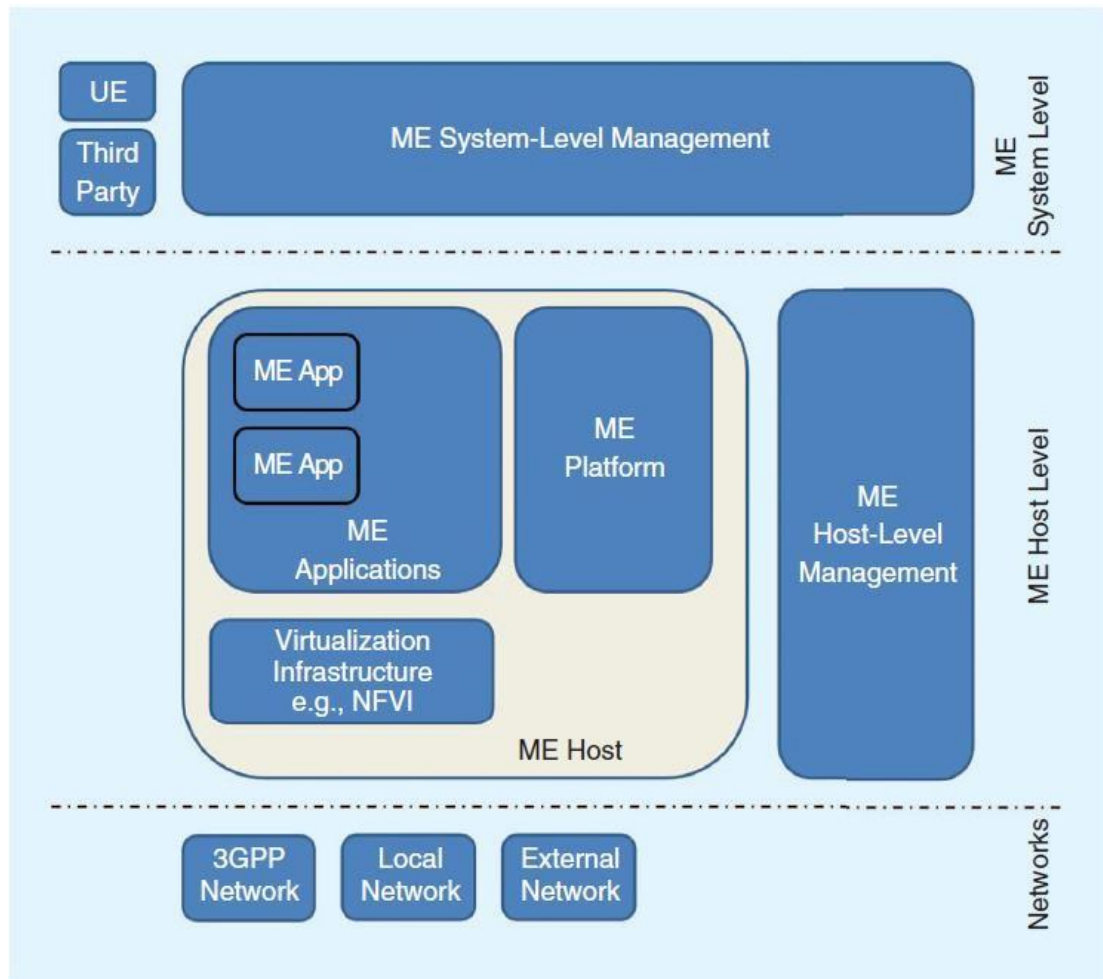 UE
Third
Party
ME System-Level Management
ME
System Level
ME App
ME App
ME
Applications
ME
Platform
Virtualization
Infrastructure
e.g., NFVI
ME Host
ME
Host-Level
Management
ME Host Level
3GPP
Network
Local
Network
External
Network
Networks